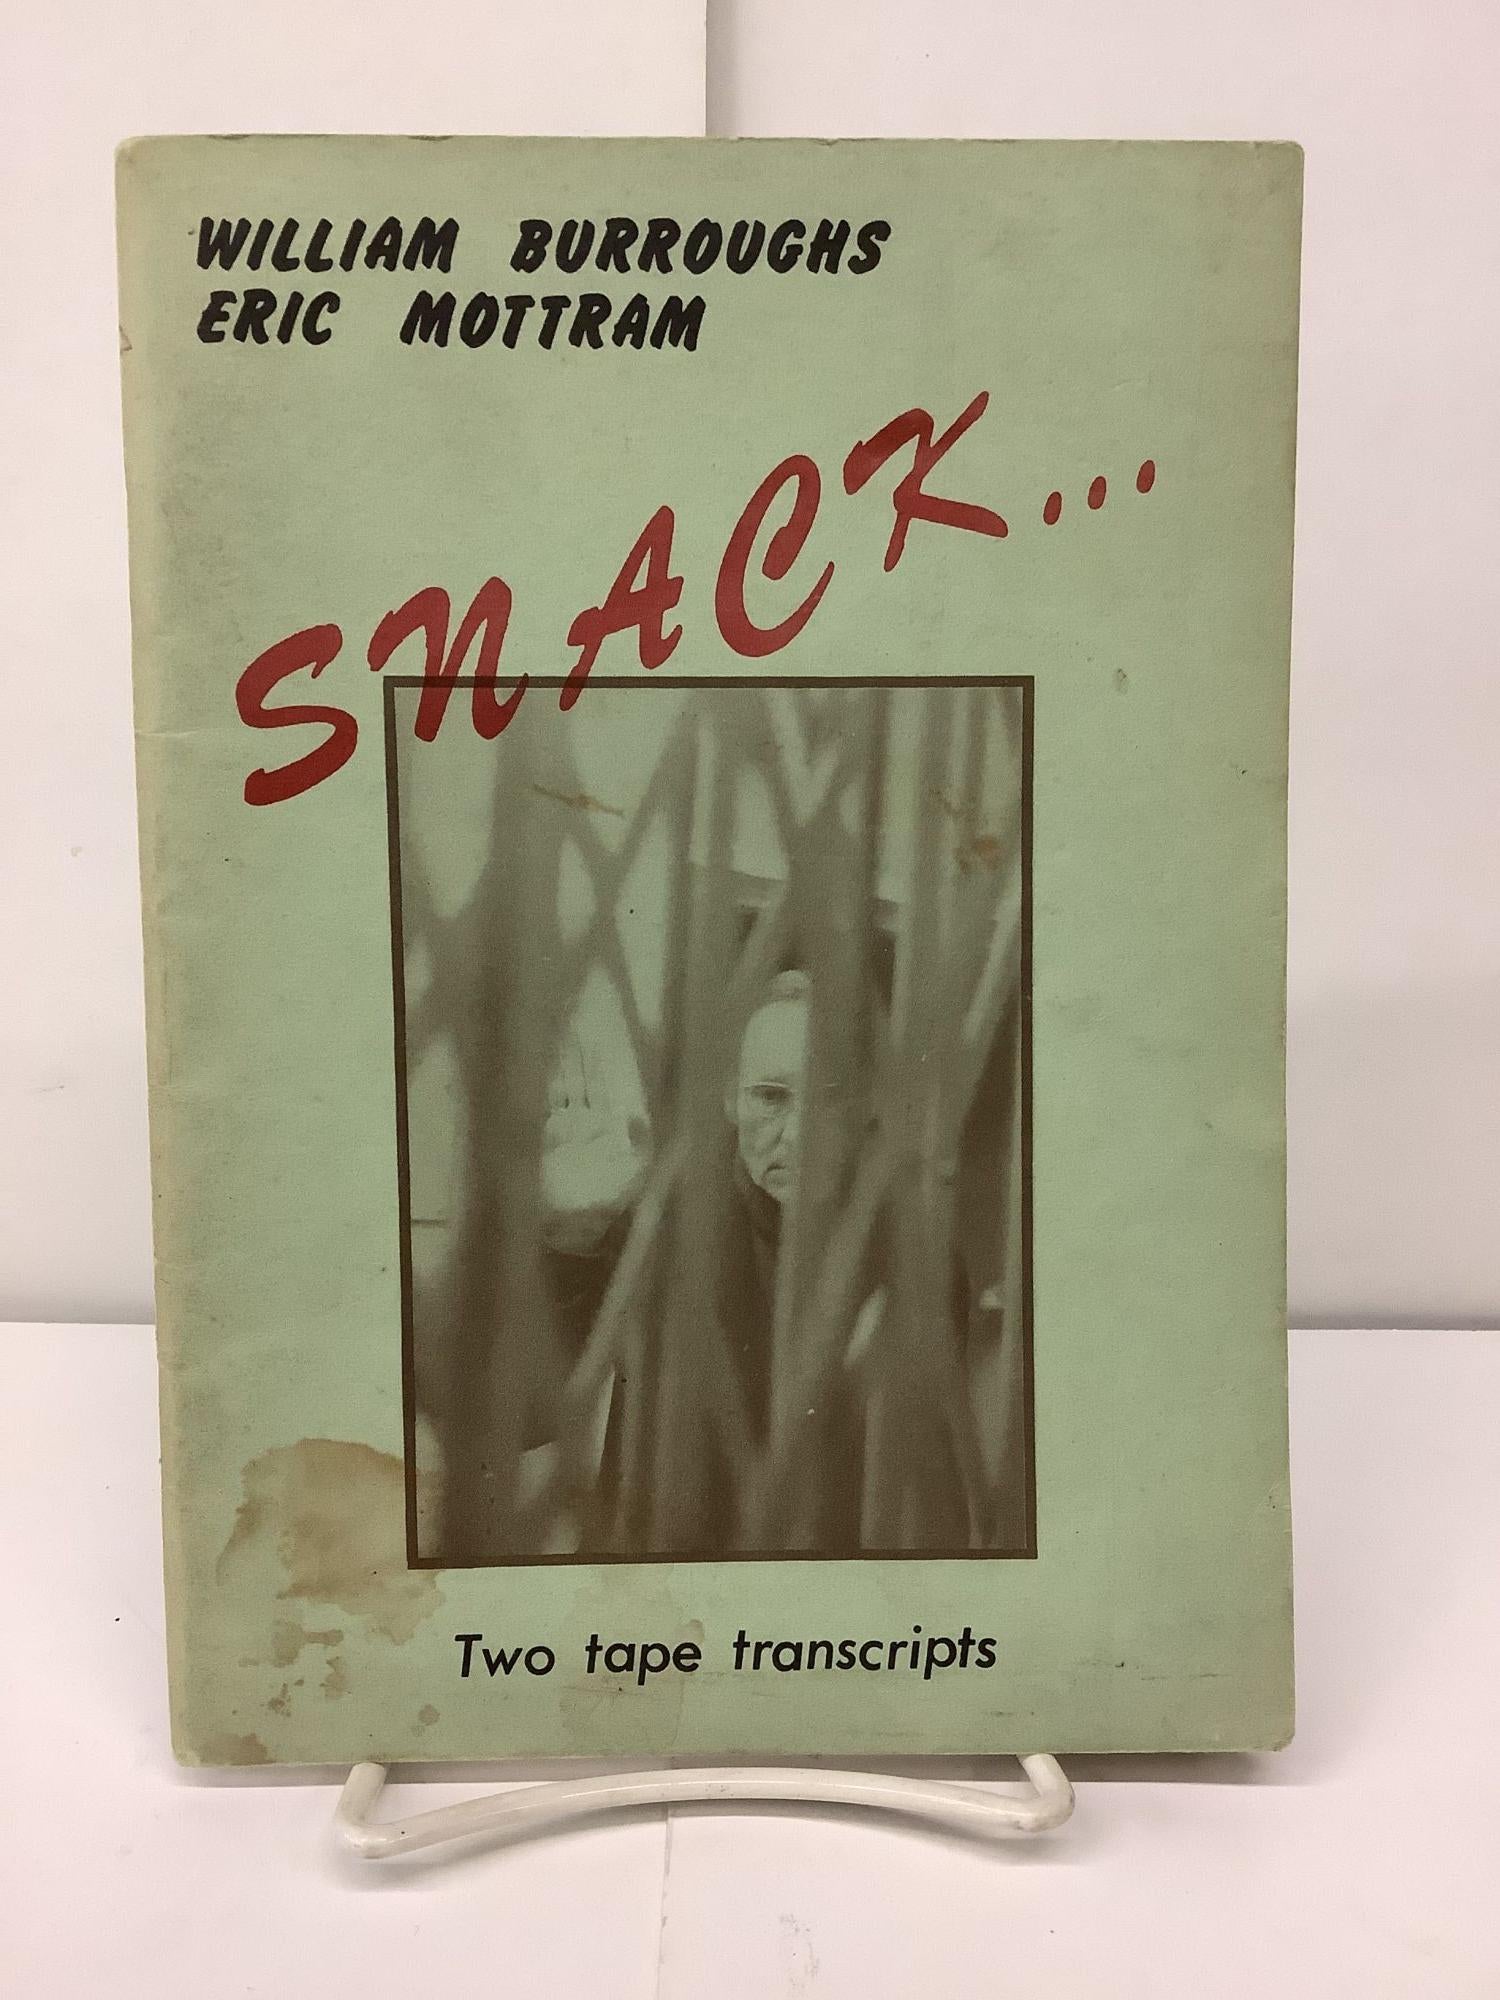 WILLIAM BURROUGHS
ERIC MOTTRAM
SNACK...
Two tape transcripts